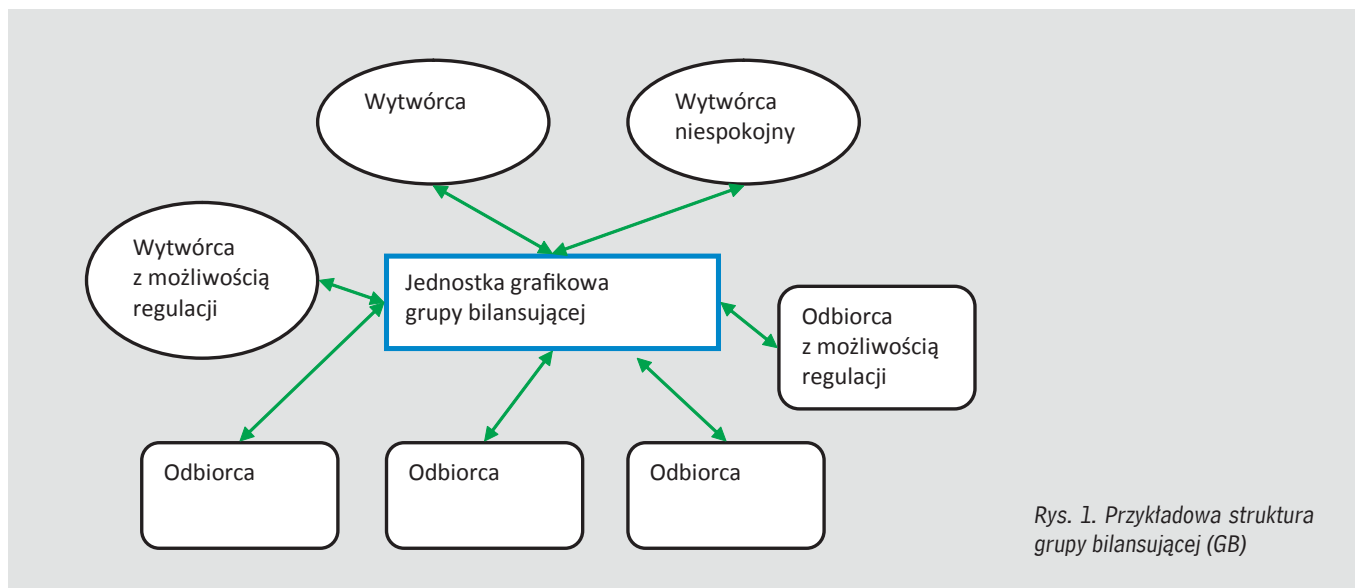 Wytwórca
Wytwórca
niespokojny
Wytwórca
z możliwością
regulacji
Jednostka grafikowa
grupy bilansującej
Odbiorca
z możliwością
regulacji
Odbiorca
Odbiorca
Odbiorca
Rys. 1. Przykładowa struktura
grupy bilansującej (GB)